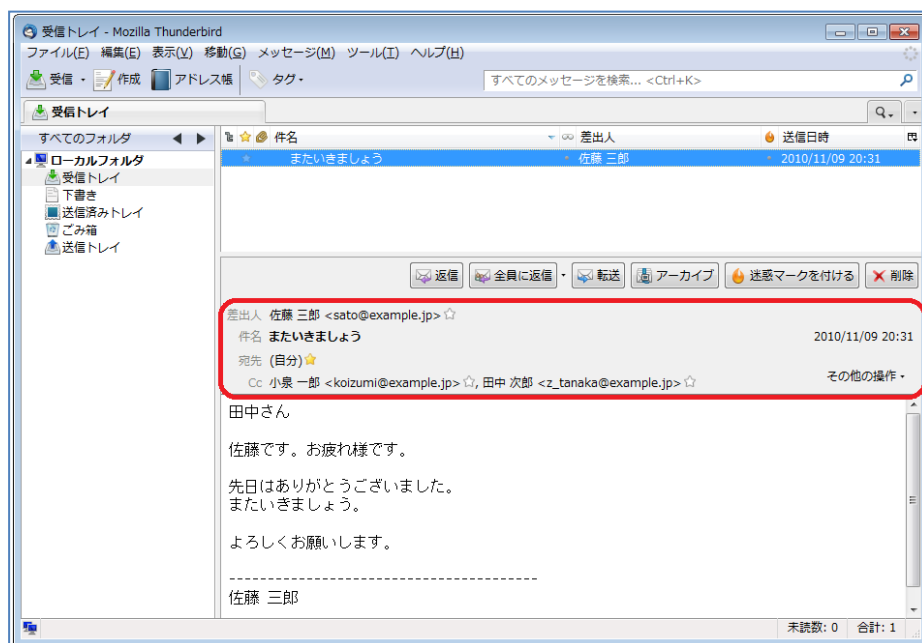 受信トレイ - Mozilla Thunderbird
ファイル(F) 編集(E) 表示(V) 移動(G) メッセージ(M) ツール(T) ヘルプ(H)
受信 作成 アドレス帳 タグ すべてのメッセージを検索... <Ctrl+K>
受信トレイ
すべてのフォルダ 件名 差出人 送信日時
ローカルフォルダ またいきましょう 佐藤 三郎 2010/11/09 20:31
受信トレイ
下書き
送信済みトレイ
ごみ箱
送信トレイ
返信 全員に返信 転送 アーカイブ 迷惑マークを付ける 削除
差出人 佐藤 三郎 <sato@example.jp>
件名 またいきましょう 2010/11/09 20:31
宛先 (自分)
Cc 小泉 一郎 <koizumi@example.jp>, 田中 次郎 <z_tanaka@example.jp> その他の操作
田中さん
佐藤です。お疲れ様です。
先日はありがとうございました。
またいきましょう。
よろしくお願いします。
----------------------------------------
佐藤 三郎
未読数: 0 合計: 1